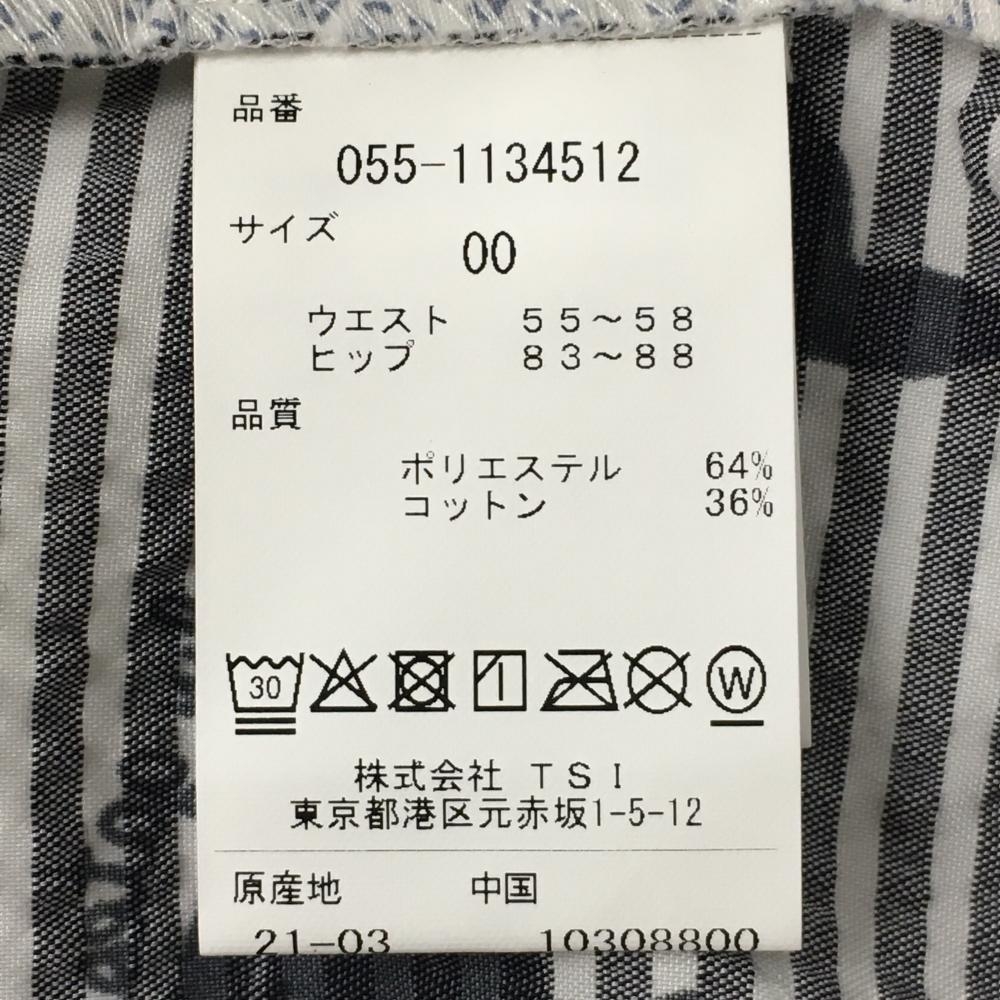 品番
055-1134512
サイズ
00
ウエスト 55~58
ヒップ 83~88
品質
ポリエステル 64%
コットン 36%
30 W
株式会社 TSI
東京都港区元赤坂1-5-12
原産地 中国
21-03 10308800